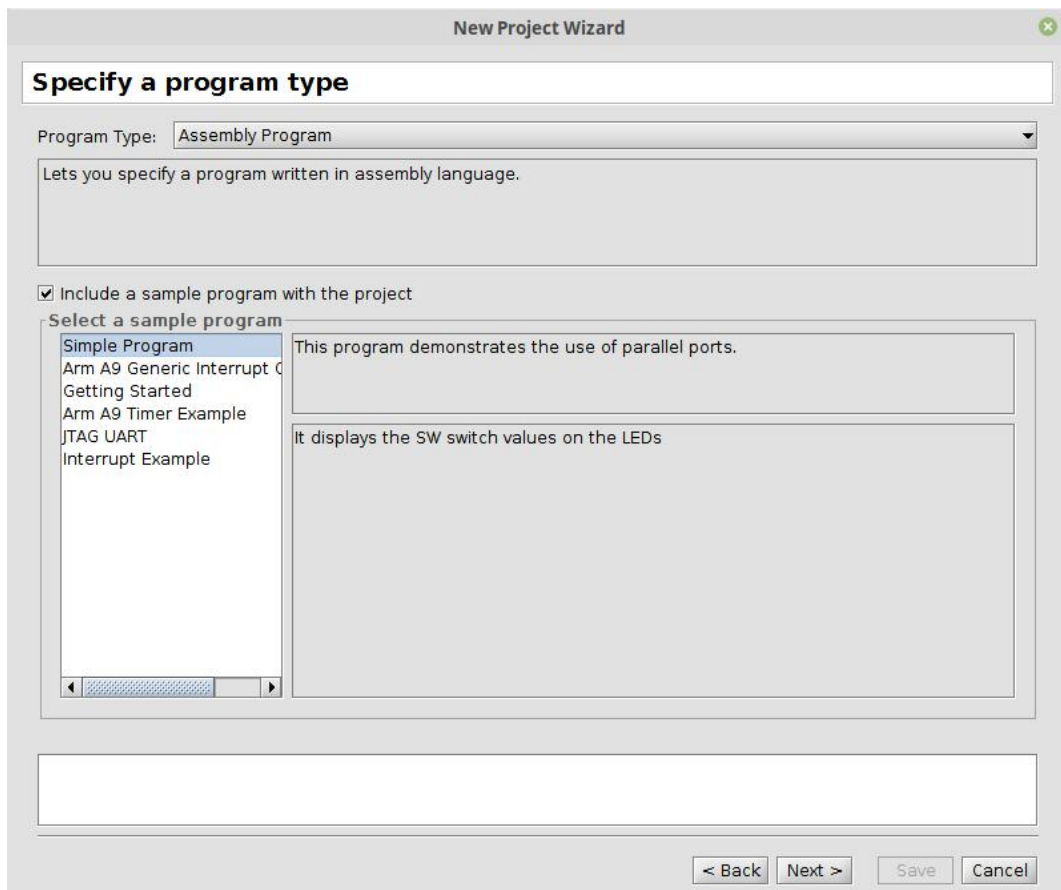 New Project Wizard
Specify a program type
Program Type: Assembly Program
Lets you specify a program written in assembly language.
Include a sample program with the project
Select a sample program
Simple Program
Arm A9 Generic Interrupt C
Getting Started
Arm A9 Timer Example
JTAG UART
Interrupt Example
This program demonstrates the use of parallel ports.
It displays the SW switch values on the LEDs
< Back Next > Save Cancel